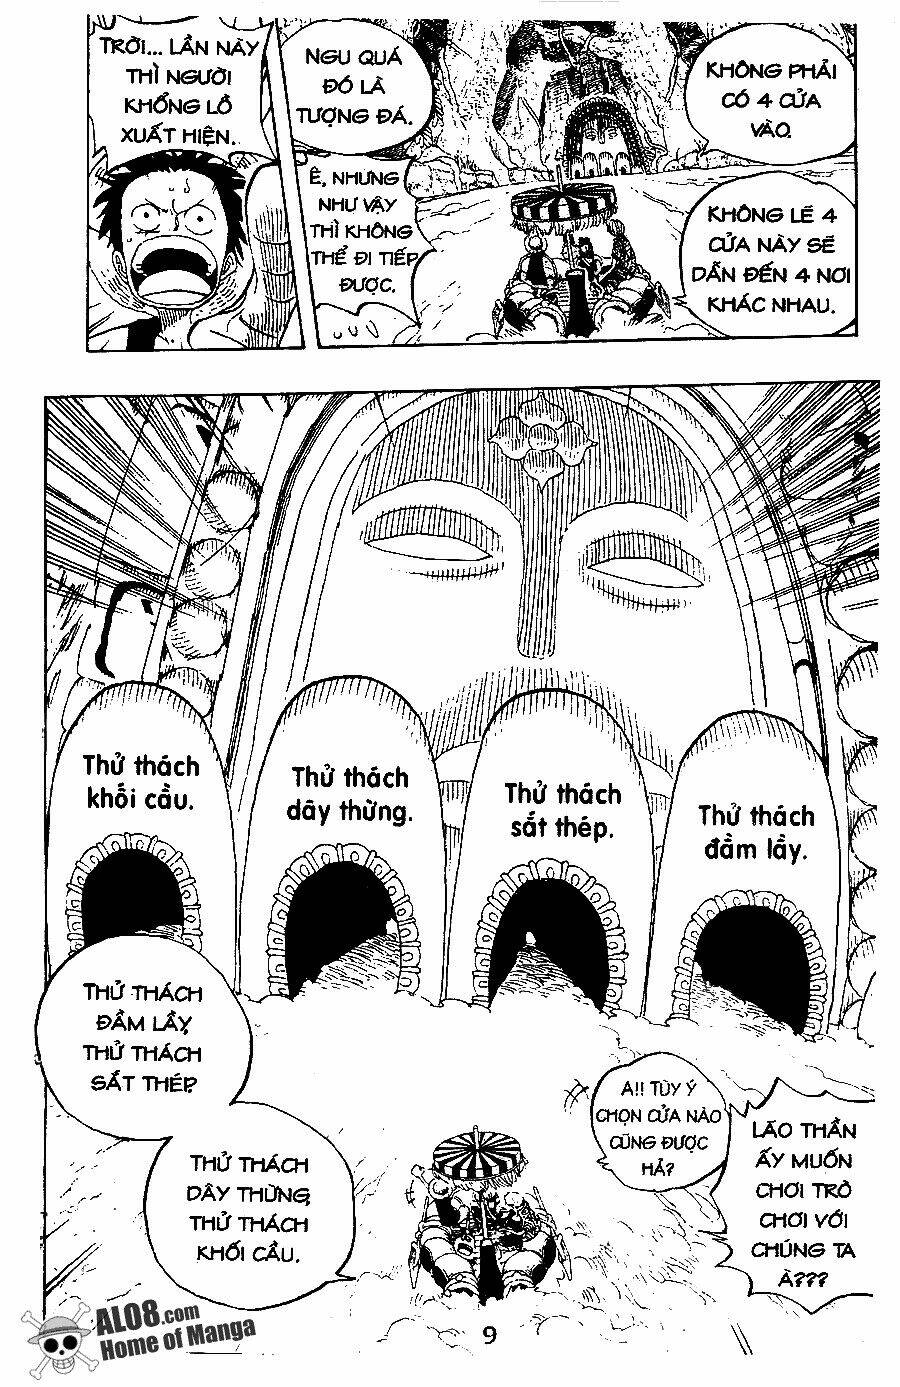 TRỜI... LẦN NÀY
THÌ NGƯỜI
KHỔNG LỒ
XUẤT HIỆN.
NGU QUÁ
ĐÓ LÀ
TƯỢNG ĐÁ.
Ê, NHƯNG
NHƯ VẬY
THÌ KHÔNG
THỂ ĐI TIẾP
ĐƯỢC.
KHÔNG PHẢI
CÓ 4 CỬA
VÀO.
KHÔNG LẼ 4
CỬA NÀY SẼ
DẪN ĐẾN 4 NƠI
KHÁC NHAU.
Thử thách
khối cầu.
Thử thách
dây thừng.
Thử thách
sắt thép.
Thử thách
đầm lầy.
THỬ THÁCH
ĐẦM LẦY,
THỬ THÁCH
SẮT THÉP?
THỬ THÁCH
DÂY THỪNG,
THỬ THÁCH
KHỐI CẦU.
A!! TÙY Ý
CHỌN CỬA NÀO
CŨNG ĐƯỢC
HẢ?
LÃO THẦN
ẤY MUỐN
CHƠI TRÒ
CHƠI VỚI
CHÚNG TA
À???
AL08.com
Home of Manga
9